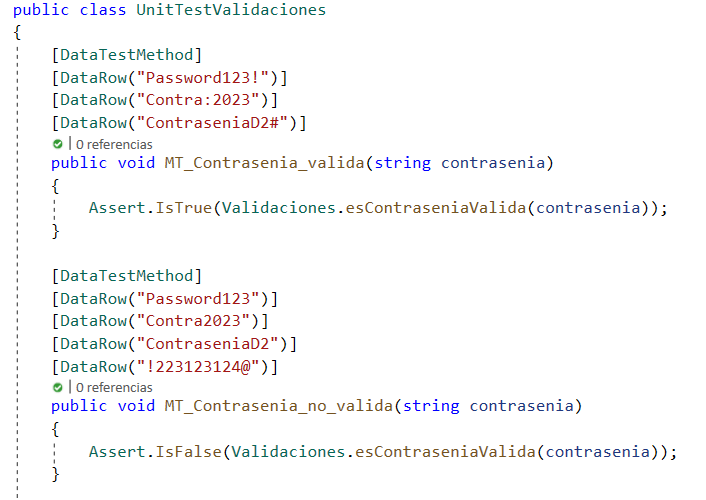 public class UnitTestValidaciones
{
[DataTestMethod]
[DataRow("Password123!")]
[DataRow("Contra:2023")]
[DataRow("ContraseniaD2#")]
| 0 referencias
public void MT_Contrasenia_valida(string contrasenia)
{
Assert.IsTrue(Validaciones.esContraseniaValida(contrasenia));
}
[DataTestMethod]
[DataRow("Password123")]
[DataRow("Contra2023")]
[DataRow("ContraseniaD2")]
[DataRow("!223123124@")]
| 0 referencias
public void MT_Contrasenia_no_valida(string contrasenia)
{
Assert.IsFalse(Validaciones.esContraseniaValida(contrasenia));
}